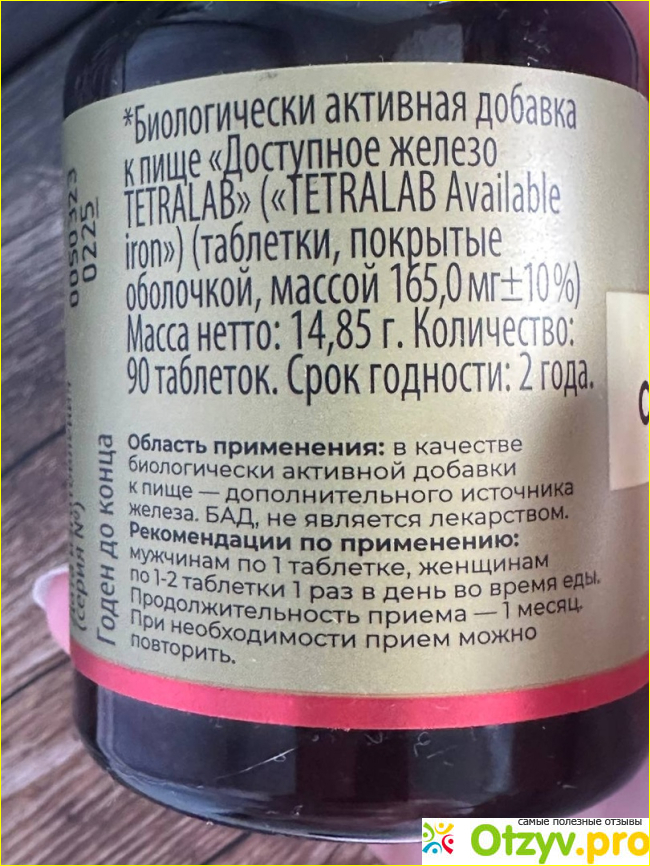 *Биологически активная добавка
к пище «Доступное железо
TETRALAB» («TETRALAB Available
iron») (таблетки, покрытые
оболочкой, массой 165,0 мг±10%)
Масса нетто: 14,85 г. Количество:
90 таблеток. Срок годности: 2 года.
Область применения: в качестве
биологически активной добавки
к пище — дополнительного источника
железа. БАД, не является лекарством.
Рекомендации по применению:
мужчинам по 1 таблетке, женщинам
по 1-2 таблетки 1 раз в день во время еды.
Продолжительность приема — 1 месяц.
При необходимости прием можно
повторить.
(серия №)
Годен до конца
0050323
0225
самые полезные отзывы
Otzyv.pro